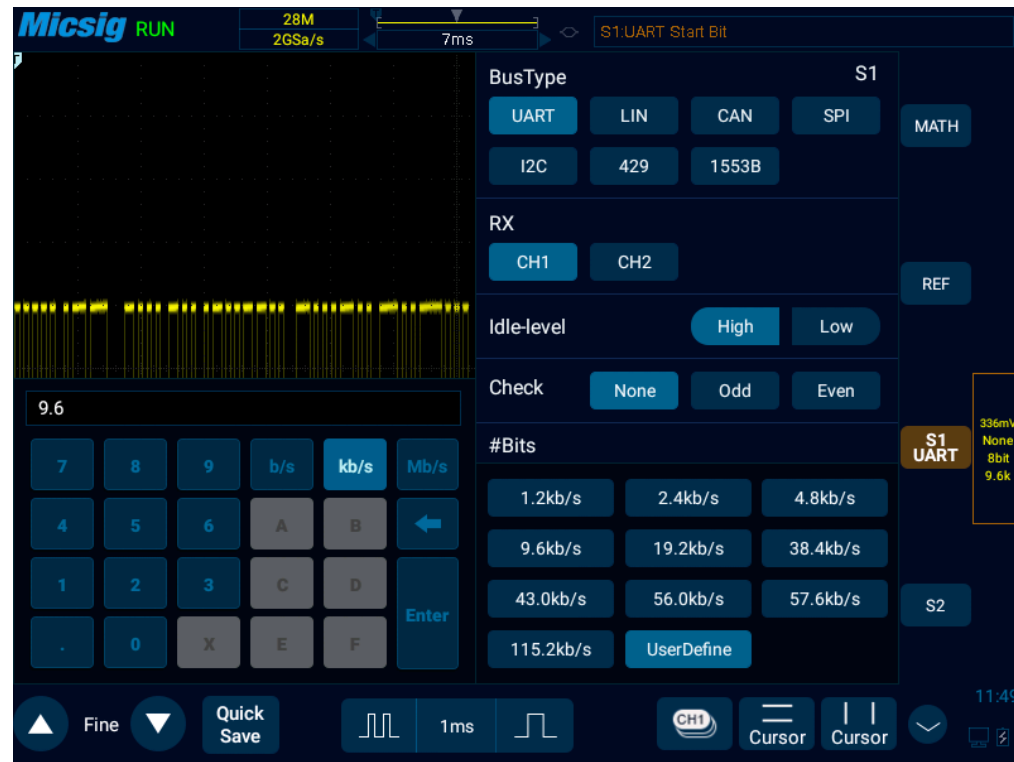 Micsig RUN
28M
2GSa/s
7ms
S1:UART Start Bit
T
BusType S1
UART LIN CAN SPI
I2C 429 1553B
MATH
RX
CH1 CH2
REF
Idle-level High Low
Check None Odd Even
9.6
#Bits
S1
UART
336mV
None
8bit
9.6k
7 8 9 b/s kb/s Mb/s
4 5 6 A B
1 2 3 C D
Enter
. 0 X E F
1.2kb/s 2.4kb/s 4.8kb/s
9.6kb/s 19.2kb/s 38.4kb/s
43.0kb/s 56.0kb/s 57.6kb/s
115.2kb/s UserDefine
S2
Fine
Quick
Save
1ms
CH1
Cursor
Cursor
11:49